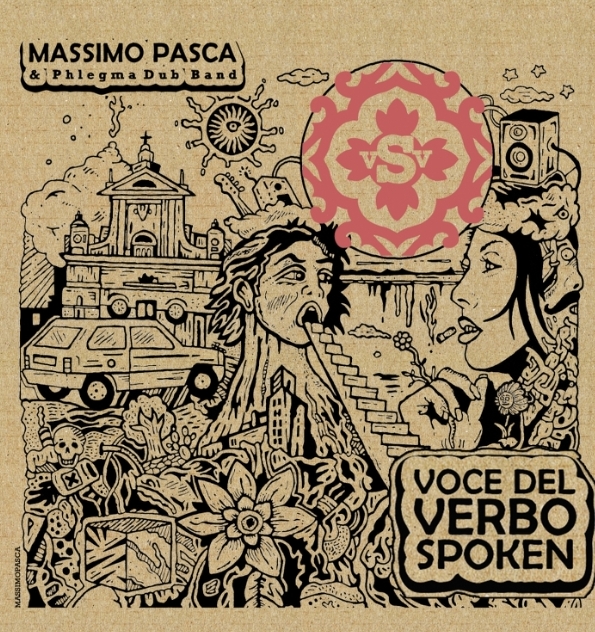 MASSIMO PASCA
& Phlegma Dub Band
VSV
VOCE DEL
VERBO
SPOKEN
MASSIMOPASCA